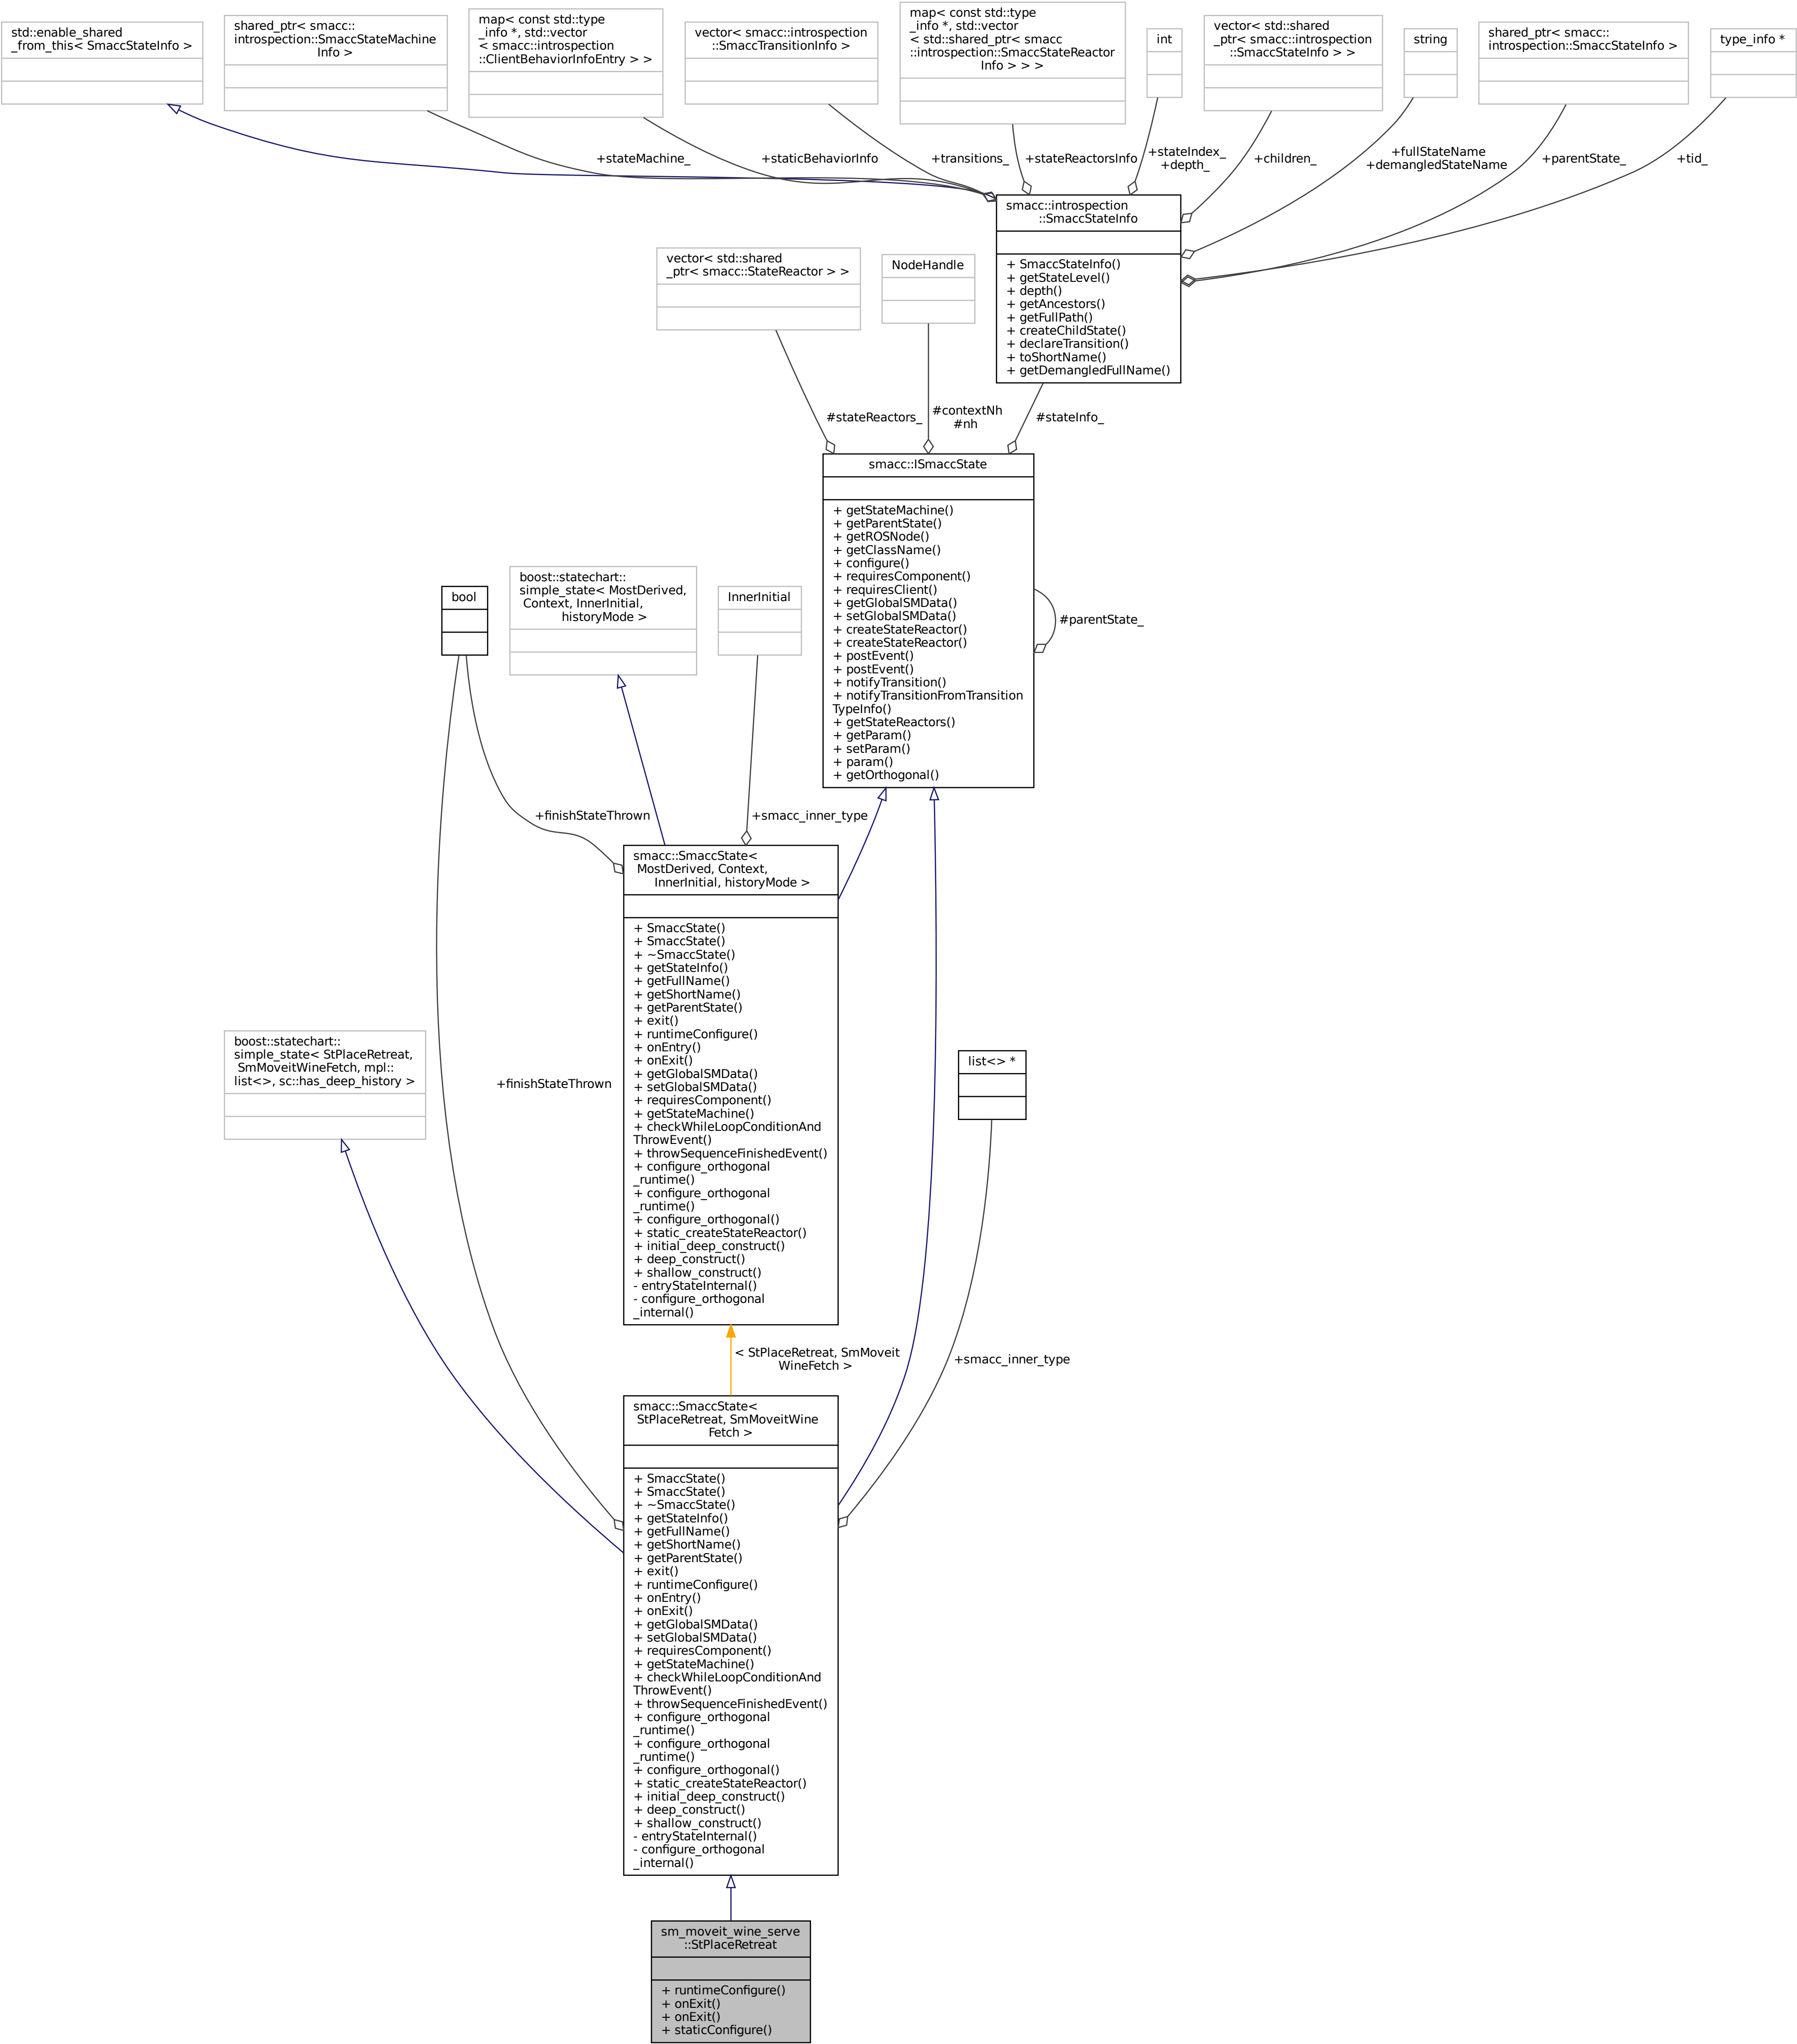 std::enable_shared
_from_this< SmaccStateInfo >
shared_ptr< smacc::
introspection::SmaccStateMachine
Info >
map< const std::type
_info *, std::vector
< smacc::introspection
::ClientBehaviorInfoEntry > >
vector< smacc::introspection
::SmaccTransitionInfo >
map< const std::type
_info *, std::vector
< std::shared_ptr< smacc
::introspection::SmaccStateReactor
Info > > >
int
vector< std::shared
_ptr< smacc::introspection
::SmaccStateInfo > >
string
shared_ptr< smacc::
introspection::SmaccStateInfo >
type_info *
+stateMachine_
+staticBehaviorInfo
+transitions_
+stateReactorsInfo
+stateIndex_
+depth_
+children_
+fullStateName
+demangledStateName
+parentState_
+tid_
smacc::introspection
::SmaccStateInfo
+ SmaccStateInfo()
+ getStateLevel()
+ depth()
+ getAncestors()
+ getFullPath()
+ createChildState()
+ declareTransition()
+ toShortName()
+ getDemangledFullName()
vector< std::shared
_ptr< smacc::StateReactor > >
NodeHandle
#stateReactors_
#contextNh
#nh
#stateInfo_
smacc::ISmaccState
+ getStateMachine()
+ getParentState()
+ getROSNode()
+ getClassName()
+ configure()
+ requiresComponent()
+ requiresClient()
+ getGlobalSMData()
+ setGlobalSMData()
+ createStateReactor()
+ createStateReactor()
+ postEvent()
+ postEvent()
+ notifyTransition()
+ notifyTransitionFromTransition
TypeInfo()
+ getStateReactors()
+ getParam()
+ setParam()
+ param()
+ getOrthogonal()
#parentState_
bool
boost::statechart::
simple_state< MostDerived,
Context, InnerInitial,
historyMode >
InnerInitial
+finishStateThrown
+smacc_inner_type
smacc::SmaccState<
MostDerived, Context,
InnerInitial, historyMode >
+ SmaccState()
+ SmaccState()
+ ~SmaccState()
+ getStateInfo()
+ getFullName()
+ getShortName()
+ getParentState()
+ exit()
+ runtimeConfigure()
+ onEntry()
+ onExit()
+ getGlobalSMData()
+ setGlobalSMData()
+ requiresComponent()
+ getStateMachine()
+ checkWhileLoopConditionAnd
ThrowEvent()
+ throwSequenceFinishedEvent()
+ configure_orthogonal
_runtime()
+ configure_orthogonal
_runtime()
+ configure_orthogonal()
+ static_createStateReactor()
+ initial_deep_construct()
+ deep_construct()
+ shallow_construct()
- entryStateInternal()
- configure_orthogonal
_internal()
boost::statechart::
simple_state< StPlaceRetreat,
SmMoveitWineFetch, mpl::
list<>, sc::has_deep_history >
+finishStateThrown
list<> *
< StPlaceRetreat, SmMoveit
WineFetch >
+smacc_inner_type
smacc::SmaccState<
StPlaceRetreat, SmMoveitWine
Fetch >
+ SmaccState()
+ SmaccState()
+ ~SmaccState()
+ getStateInfo()
+ getFullName()
+ getShortName()
+ getParentState()
+ exit()
+ runtimeConfigure()
+ onEntry()
+ onExit()
+ getGlobalSMData()
+ setGlobalSMData()
+ requiresComponent()
+ getStateMachine()
+ checkWhileLoopConditionAnd
ThrowEvent()
+ throwSequenceFinishedEvent()
+ configure_orthogonal
_runtime()
+ configure_orthogonal
_runtime()
+ configure_orthogonal()
+ static_createStateReactor()
+ initial_deep_construct()
+ deep_construct()
+ shallow_construct()
- entryStateInternal()
- configure_orthogonal
_internal()
sm_moveit_wine_serve
::StPlaceRetreat
+ runtimeConfigure()
+ onExit()
+ onExit()
+ staticConfigure()